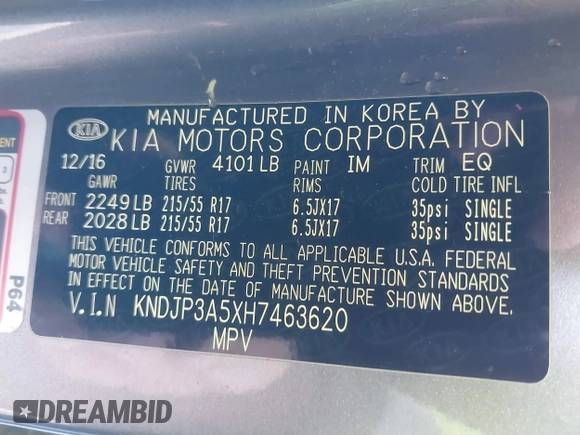 MANUFACTURED IN KOREA BY
KIA KIA MOTORS CORPORATION
12/16 GVWR 4101LB PAINT IM TRIM EQ
GAWR TIRES RIMS COLD TIRE INFL
FRONT 2249LB 215/55 R17 6.5JX17 35psi SINGLE
REAR 2028LB 215/55 R17 6.5JX17 35psi SINGLE
THIS VEHICLE CONFORMS TO ALL APPLICABLE U.S.A. FEDERAL
MOTOR VEHICLE SAFETY AND THEFT PREVENTION STANDARDS
IN EFFECT ON THE DATE OF MANUFACTURE SHOWN ABOVE.
V.I.N KNDJP3A5XH7463620
MPV
P64
DREAMBID